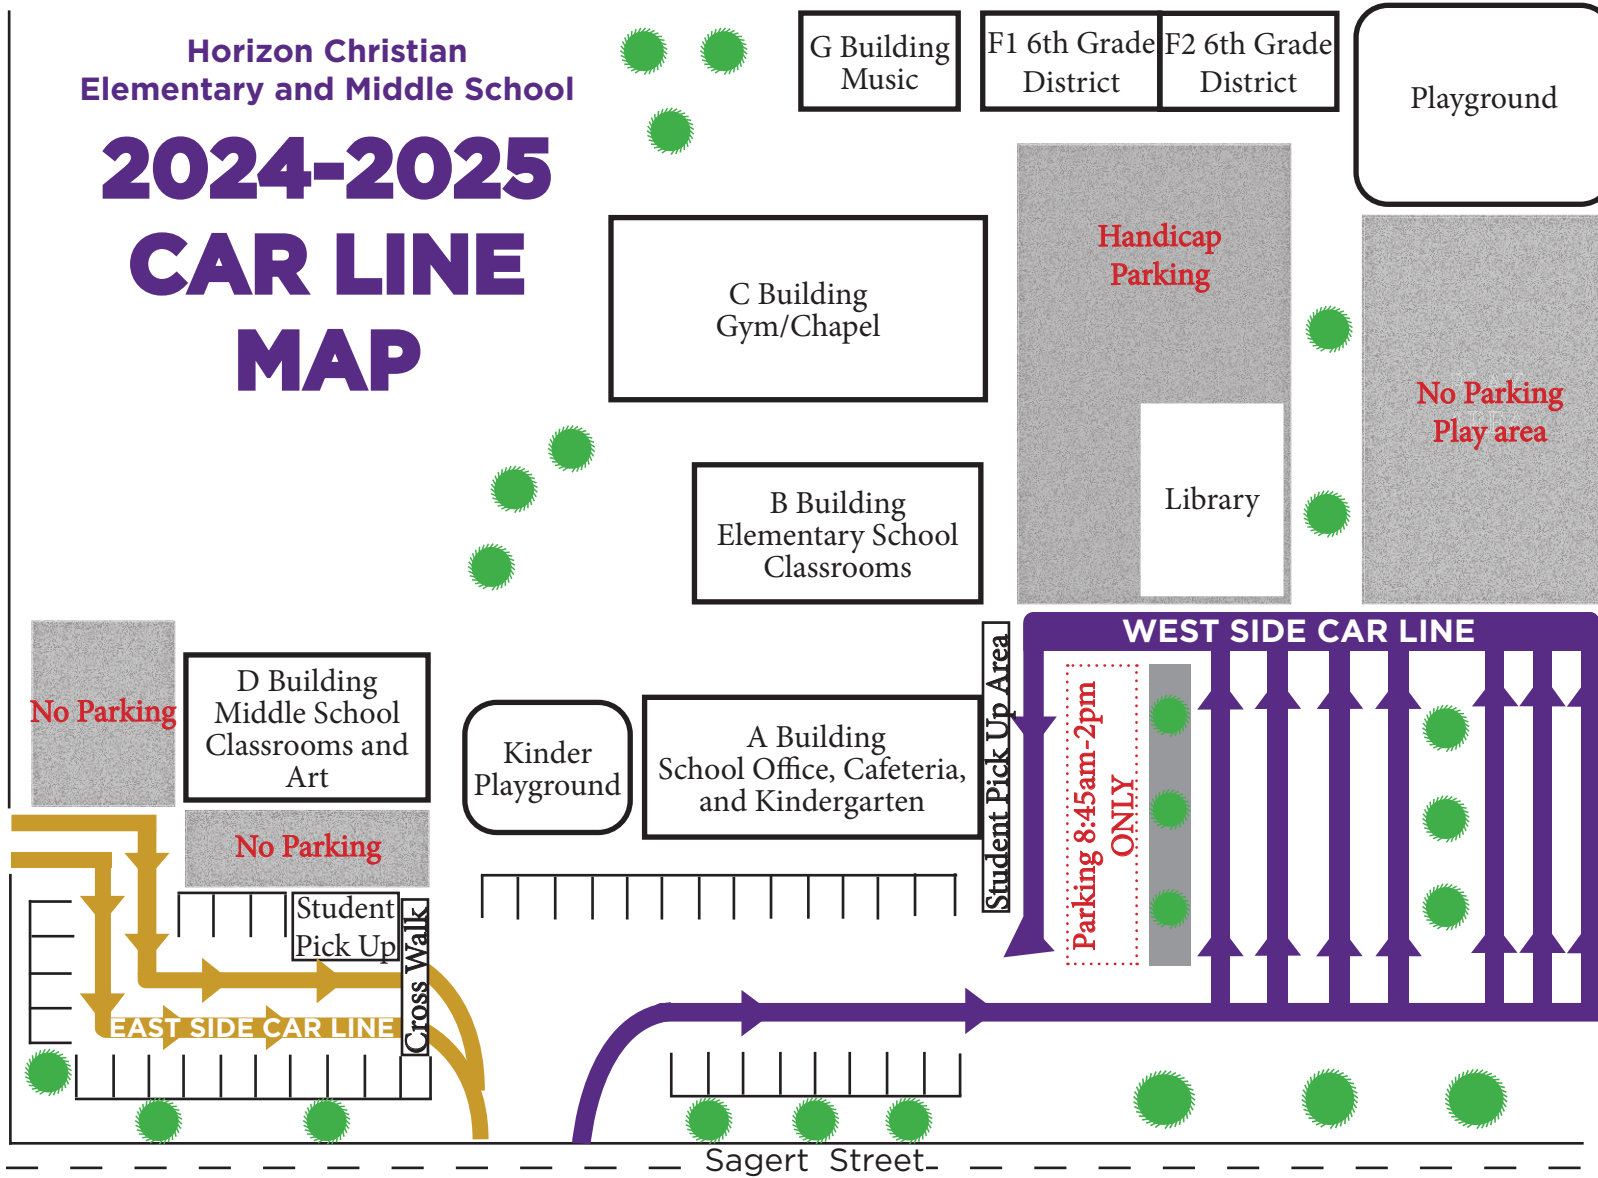 Horizon Christian
Elementary and Middle School
2024-2025
CAR LINE
MAP
G Building
Music
F1 6th Grade
District
F2 6th Grade
District
Playground
Handicap
Parking
C Building
Gym/Chapel
No Parking
Play area
B Building
Elementary School
Classrooms
Library
WEST SIDE CAR LINE
Student Pick Up Area
Parking 8:45am-2pm
ONLY
No Parking
D Building
Middle School
Classrooms and
Art
Kinder
Playground
A Building
School Office, Cafeteria,
and Kindergarten
No Parking
Student
Pick Up
Cross Walk
EAST SIDE CAR LINE
Sagert Street